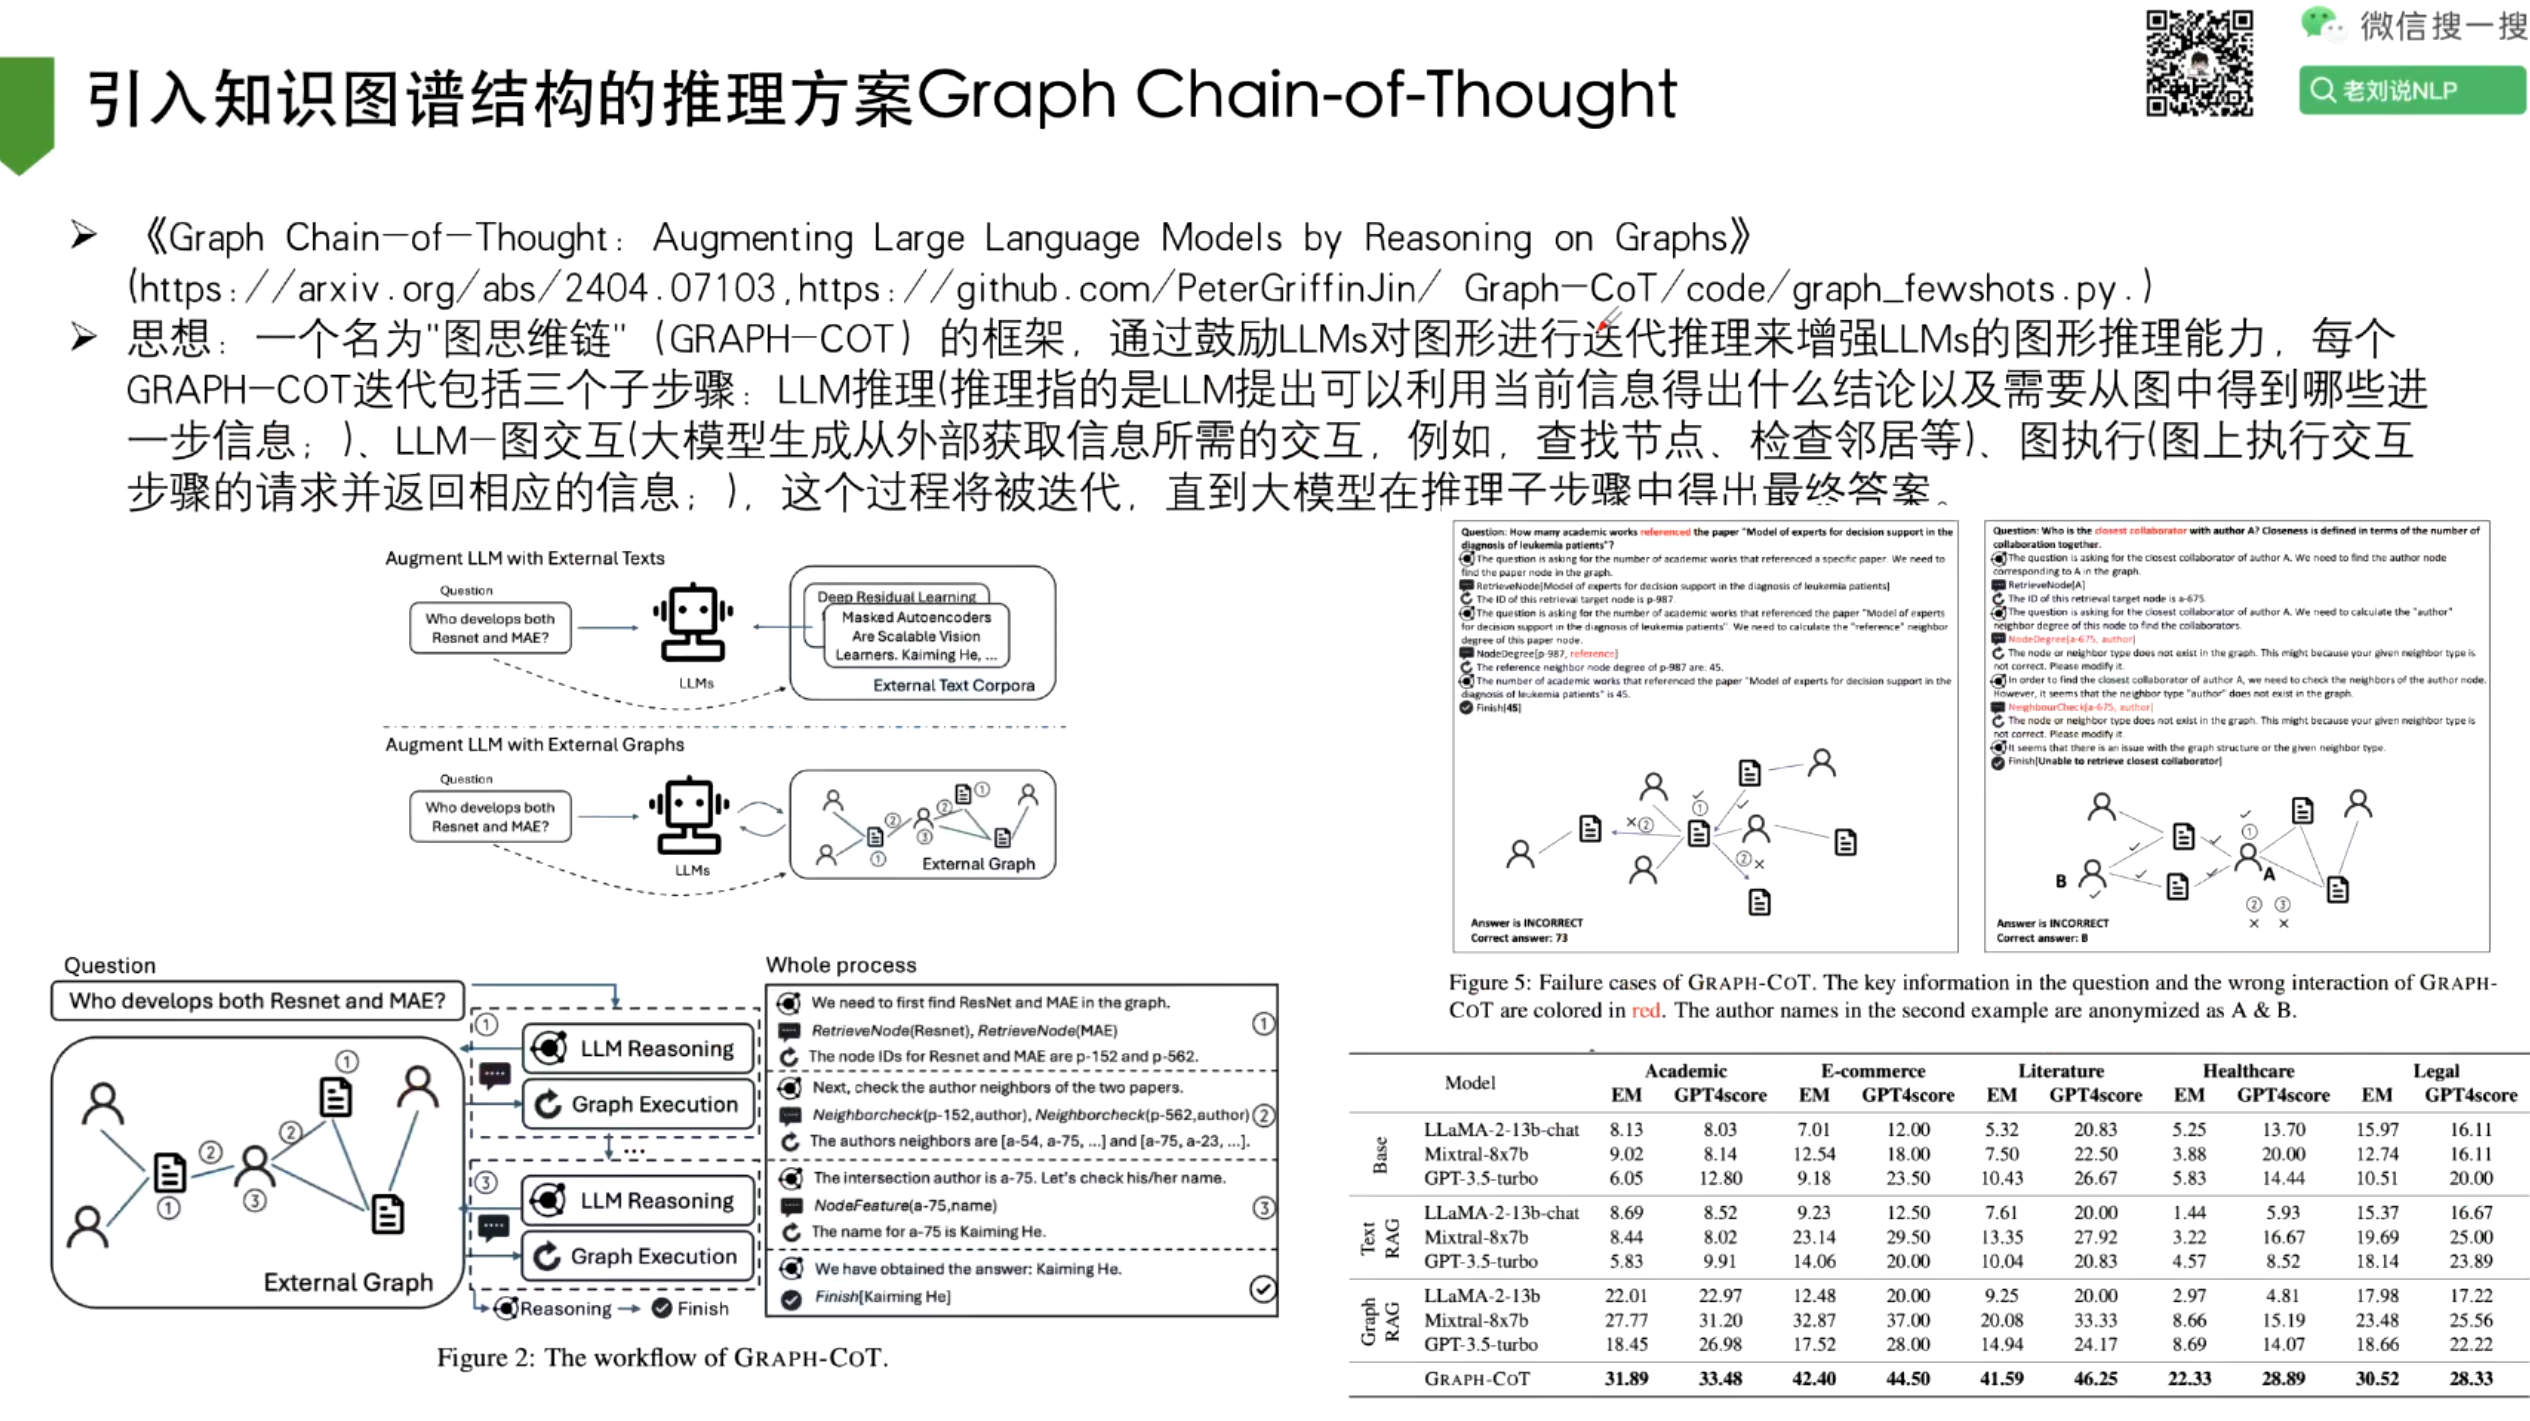 微信搜一搜
老刘说NLP
引入知识图谱结构的推理方案Graph Chain-of-Thought
➢ 《Graph Chain-of-Thought: Augmenting Large Language Models by Reasoning on Graphs》
(https://arxiv.org/abs/2404.07103,https://github.com/PeterGriffinJin/ Graph-CoT/code/graph_fewshots.py.)
➢ 思想：一个名为"图思维链"（GRAPH-COT）的框架，通过鼓励LLMs对图形进行迭代推理来增强LLMs的图形推理能力，每个
GRAPH-COT迭代包括三个子步骤：LLM推理(推理指的是LLM提出可以利用当前信息得出什么结论以及需要从图中得到哪些进
一步信息；)、LLM-图交互(大模型生成从外部获取信息所需的交互，例如，查找节点、检查邻居等)、图执行(图上执行交互
步骤的请求并返回相应的信息；)，这个过程将被迭代，直到大模型在推理子步骤中得出最终答案。
Augment LLM with External Texts
Question
Who develops both
Resnet and MAE?
LLMs
Deep Residual Learning
Masked Autoencoders
Are Scalable Vision
Learners. Kaiming He, ...
External Text Corpora
Augment LLM with External Graphs
Question
Who develops both
Resnet and MAE?
LLMs
① ② ③ ② ①
External Graph
Question
Who develops both Resnet and MAE?
① ② ③ ② ①
External Graph
①
LLM Reasoning
Graph Execution
...
③
LLM Reasoning
Graph Execution
Reasoning → Finish
Whole process
We need to first find ResNet and MAE in the graph.
RetrieveNode(Resnet), RetrieveNode(MAE) ①
The node IDs for Resnet and MAE are p-152 and p-562.
Next, check the author neighbors of the two papers.
Neighborcheck(p-152,author), Neighborcheck(p-562,author) ②
The authors neighbors are [a-54, a-75, ...] and [a-75, a-23, ...].
The intersection author is a-75. Let's check his/her name.
NodeFeature(a-75,name) ③
The name for a-75 is Kaiming He.
We have obtained the answer: Kaiming He.
Finish[Kaiming He]
Figure 2: The workflow of GRAPH-COT.
Question: How many academic works referenced the paper "Model of experts for decision support in the
diagnosis of leukemia patients"?
The question is asking for the number of academic works that referenced a specific paper. We need to
find the paper node in the graph.
RetrieveNode[Model of experts for decision support in the diagnosis of leukemia patients]
The ID of this retrieval target node is p-987.
The question is asking for the number of academic works that referenced the paper "Model of experts
for decision support in the diagnosis of leukemia patients". We need to calculate the "reference" neighbor
degree of this paper node.
NodeDegree[p-987, reference]
The reference neighbor node degree of p-987 are: 45.
The number of academic works that referenced the paper "Model of experts for decision support in the
diagnosis of leukemia patients" is 45.
Finish[45]
① ×② ②×
Answer is INCORRECT
Correct answer: 73
Question: Who is the closest collaborator with author A? Closeness is defined in terms of the number of
collaboration together.
The question is asking for the closest collaborator of author A. We need to find the author node
corresponding to A in the graph.
RetrieveNode[A]
The ID of this retrieval target node is a-675.
The question is asking for the closest collaborator of author A. We need to calculate the "author"
neighbor degree of this node to find the collaborators.
NodeDegree[a-675, author]
The node or neighbor type does not exist in the graph. This might because your given neighbor type is
not correct. Please modify it.
In order to find the closest collaborator of author A, we need to check the neighbors of the author node.
However, it seems that the neighbor type "author" does not exist in the graph.
NeighbourCheck[a-675, author]
The node or neighbor type does not exist in the graph. This might because your given neighbor type is
not correct. Please modify it.
It seems that there is an issue with the graph structure or the given neighbor type.
Finish[Unable to retrieve closest collaborator]
①
B A
② ③
× ×
Answer is INCORRECT
Correct answer: B
Figure 5: Failure cases of GRAPH-COT. The key information in the question and the wrong interaction of GRAPH-
COT are colored in red. The author names in the second example are anonymized as A & B.
Model Academic E-commerce Literature Healthcare Legal
EM GPT4score EM GPT4score EM GPT4score EM GPT4score EM GPT4score
Base
LLaMA-2-13b-chat 8.13 8.03 7.01 12.00 5.32 20.83 5.25 13.70 15.97 16.11
Mixtral-8x7b 9.02 8.14 12.54 18.00 7.50 22.50 3.88 20.00 12.74 16.11
GPT-3.5-turbo 6.05 12.80 9.18 23.50 10.43 26.67 5.83 14.44 10.51 20.00
Text RAG
LLaMA-2-13b-chat 8.69 8.52 9.23 12.50 7.61 20.00 1.44 5.93 15.37 16.67
Mixtral-8x7b 8.44 8.02 23.14 29.50 13.35 27.92 3.22 16.67 19.69 25.00
GPT-3.5-turbo 5.83 9.91 14.06 20.00 10.04 20.83 4.57 8.52 18.14 23.89
Graph RAG
LLaMA-2-13b 22.01 22.97 12.48 20.00 9.25 20.00 2.97 4.81 17.98 17.22
Mixtral-8x7b 27.77 31.20 32.87 37.00 20.08 33.33 8.66 15.19 23.48 25.56
GPT-3.5-turbo 18.45 26.98 17.52 28.00 14.94 24.17 8.69 14.07 18.66 22.22
GRAPH-COT 31.89 33.48 42.40 44.50 41.59 46.25 22.33 28.89 30.52 28.33